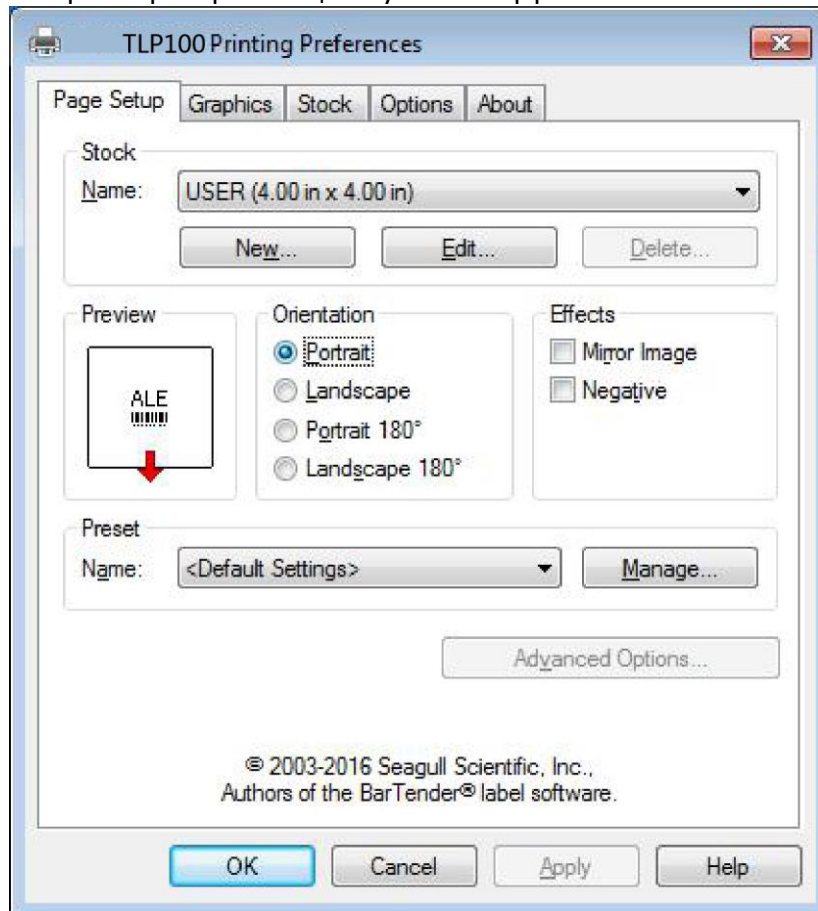 TLP100 Printing Preferences
Page Setup Graphics Stock Options About
Stock
Name: USER (4.00 in x 4.00 in)
New... Edit... Delete...
Preview
ALE
Orientation
Portrait
Landscape
Portrait 180°
Landscape 180°
Effects
Mirror Image
Negative
Preset
Name: <Default Settings> Manage...
Advanced Options...
© 2003-2016 Seagull Scientific, Inc.,
Authors of the BarTender® label software.
OK Cancel Apply Help